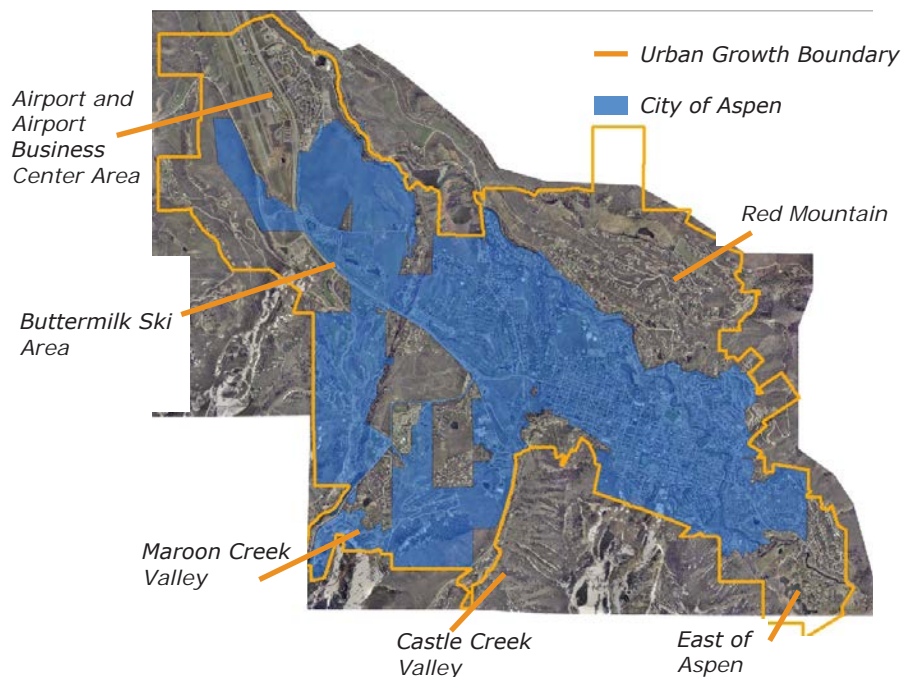 Urban Growth Boundary
City of Aspen
Airport and
Airport
Business
Center Area
Red Mountain
Buttermilk Ski
Area
Maroon Creek
Valley
Castle Creek
Valley
East of
Aspen